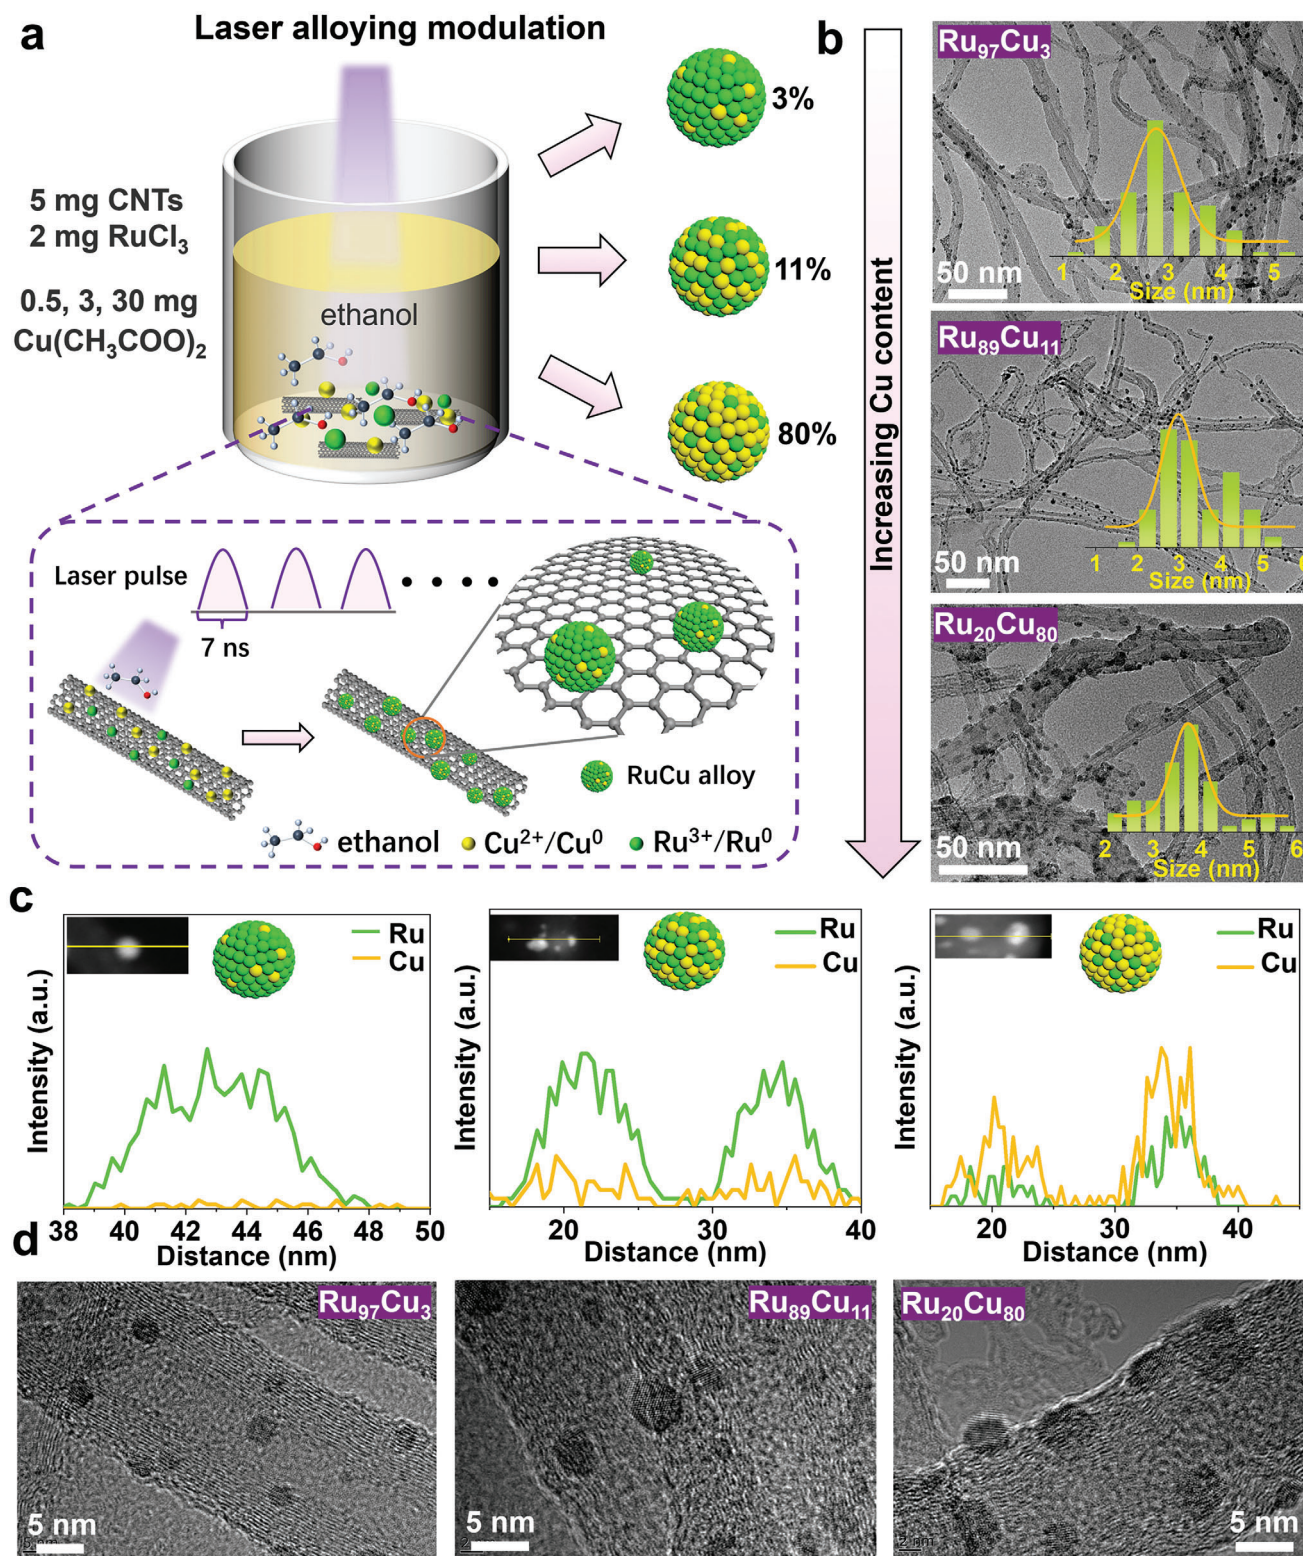 a
Laser alloying modulation
5 mg CNTs
2 mg RuCl3
0.5, 3, 30 mg
Cu(CH3COO)2
ethanol
3%
11%
80%
Laser pulse
7 ns
RuCu alloy
ethanol
Cu2+/Cu0
Ru3+/Ru0
Increasing Cu content
b
Ru97Cu3
50 nm
1 2 3 4 5
Size (nm)
Ru89Cu11
50 nm
1 2 3 4 5 6
Size (nm)
Ru20Cu80
50 nm
2 3 4 5 6
Size (nm)
c
Intensity (a.u.)
Ru
Cu
38 40 42 44 46 48 50
Distance (nm)
Intensity (a.u.)
Ru
Cu
20 30 40
Distance (nm)
Intensity (a.u.)
Ru
Cu
20 30 40
Distance (nm)
d
Ru97Cu3
5 nm
Ru89Cu11
5 nm
Ru20Cu80
2 nm
5 nm